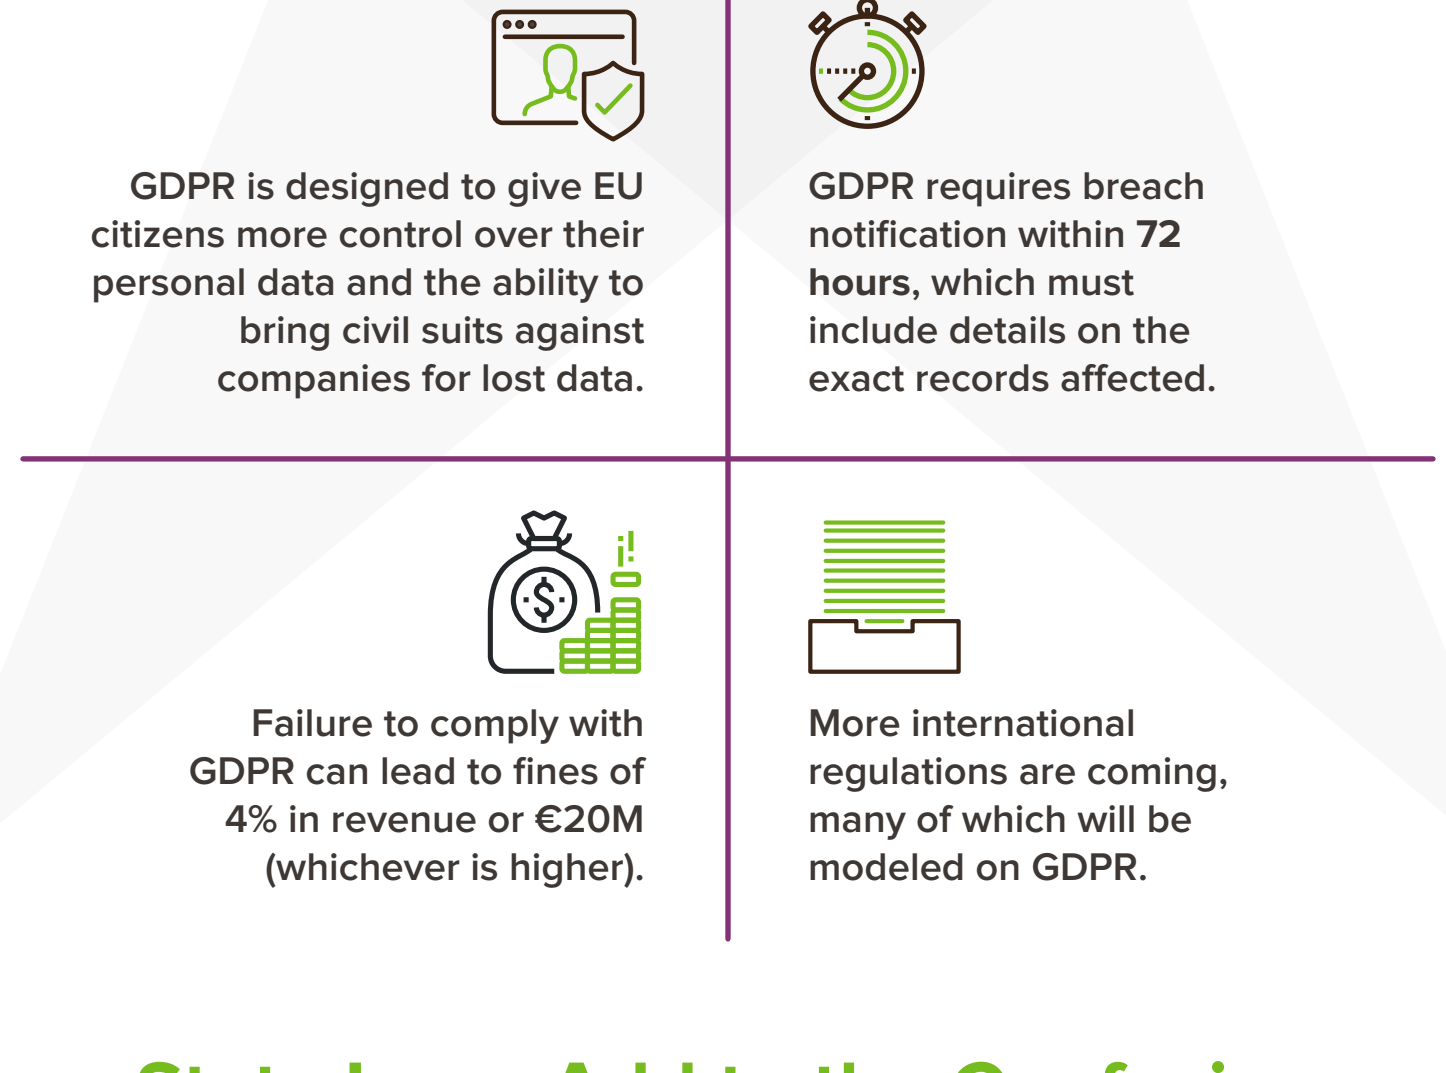 GDPR is designed to give EU
citizens more control over their
personal data and the ability to
bring civil suits against
companies for lost data.
GDPR requires breach
notification within 72
hours, which must
include details on the
exact records affected.
Failure to comply with
GDPR can lead to fines of
4% in revenue or €20M
(whichever is higher).
More international
regulations are coming,
many of which will be
modeled on GDPR.